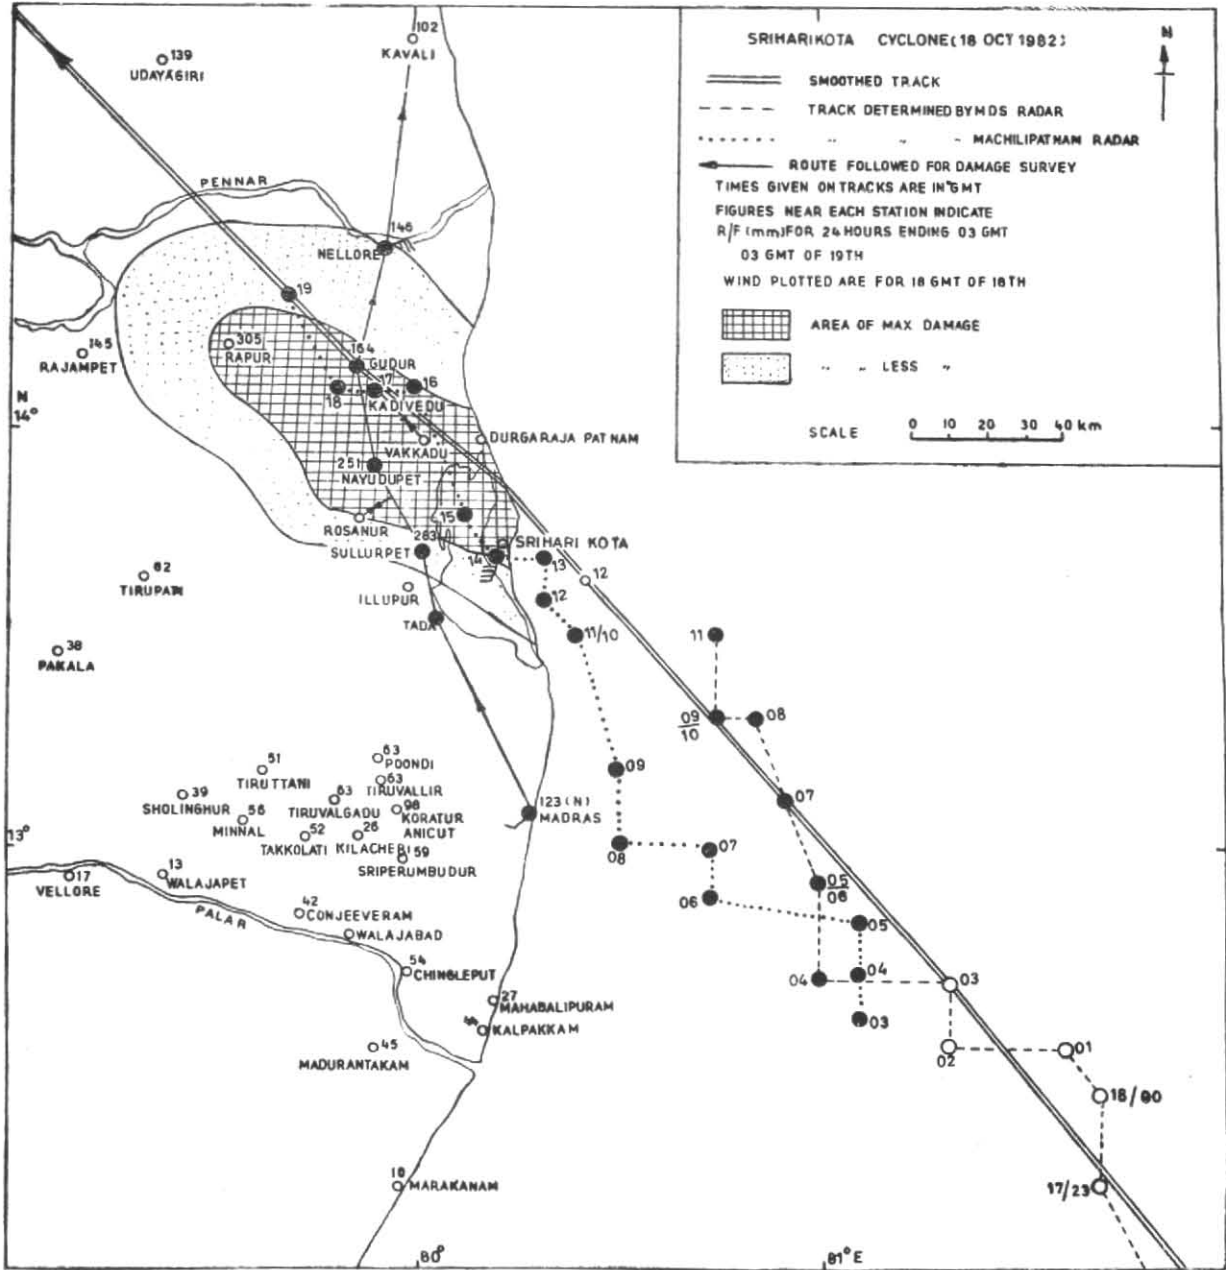 SRIHARIKOTA CYCLONE (18 OCT 1982)
N
SMOOTHED TRACK
TRACK DETERMINED BY MDS RADAR
„ „ „ MACHILIPATNAM RADAR
ROUTE FOLLOWED FOR DAMAGE SURVEY
TIMES GIVEN ON TRACKS ARE IN GMT
FIGURES NEAR EACH STATION INDICATE
R/F (mm) FOR 24 HOURS ENDING 03 GMT
03 GMT OF 19TH
WIND PLOTTED ARE FOR 18 GMT OF 18TH
AREA OF MAX DAMAGE
„ „ LESS „
SCALE 0 10 20 30 40 km
102
KAVALI
139
UDAYAGIRI
PENNAR
146
NELLORE
19
305
RAPUR
145
RAJAMPET
164
GUDUR
17
16
18
KADIVEDU
N
14°
DURGARAJA PATNAM
VAKKADU
251
NAYUDUPET
15
ROSANUR
283
SRIHARI KOTA
SULLURPET
14
13
12
62
TIRUPATI
ILLUPUR
12
TADA
11/10
11
38
PAKALA
09
10
08
63
POONDI
51
TIRUTTANI
63
TIRUVALLIR
09
07
39
SHOLINGHUR
63
TIRUVALGADU
98
KORATUR
ANICUT
123 (N)
MADRAS
56
MINNAL
52
TAKKOLATI
26
KILACHERI
13°
59
SRIPERUMBUDUR
08
07
17
VELLORE
13
WALAJAPET
05
06
06
PALAR
42
CONJEEVERAM
05
WALAJABAD
54
CHINGLEPUT
04
04
03
27
MAHABALIPURAM
03
KALPAKKAM
45
MADURANTAKAM
02
01
18/00
10
MARAKANAM
17/23
80°
81°E